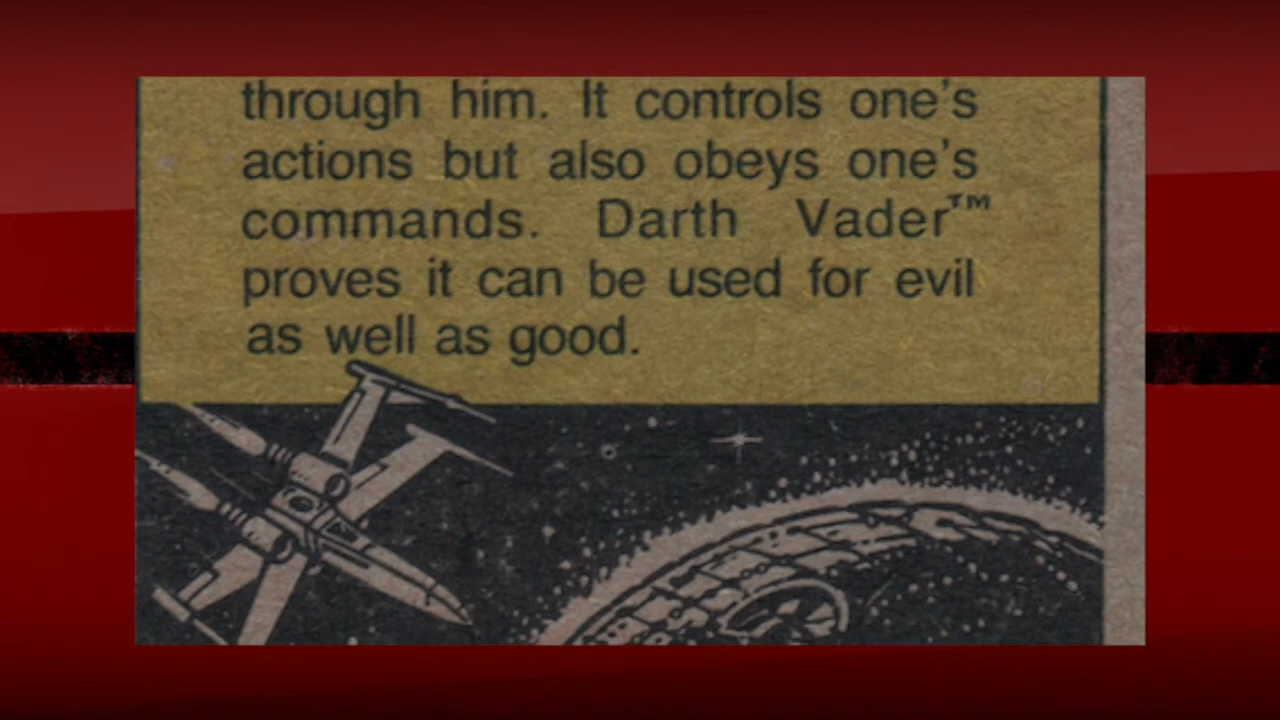 through him. It controls one's
actions but also obeys one's
commands. Darth Vader™
proves it can be used for evil
as well as good.